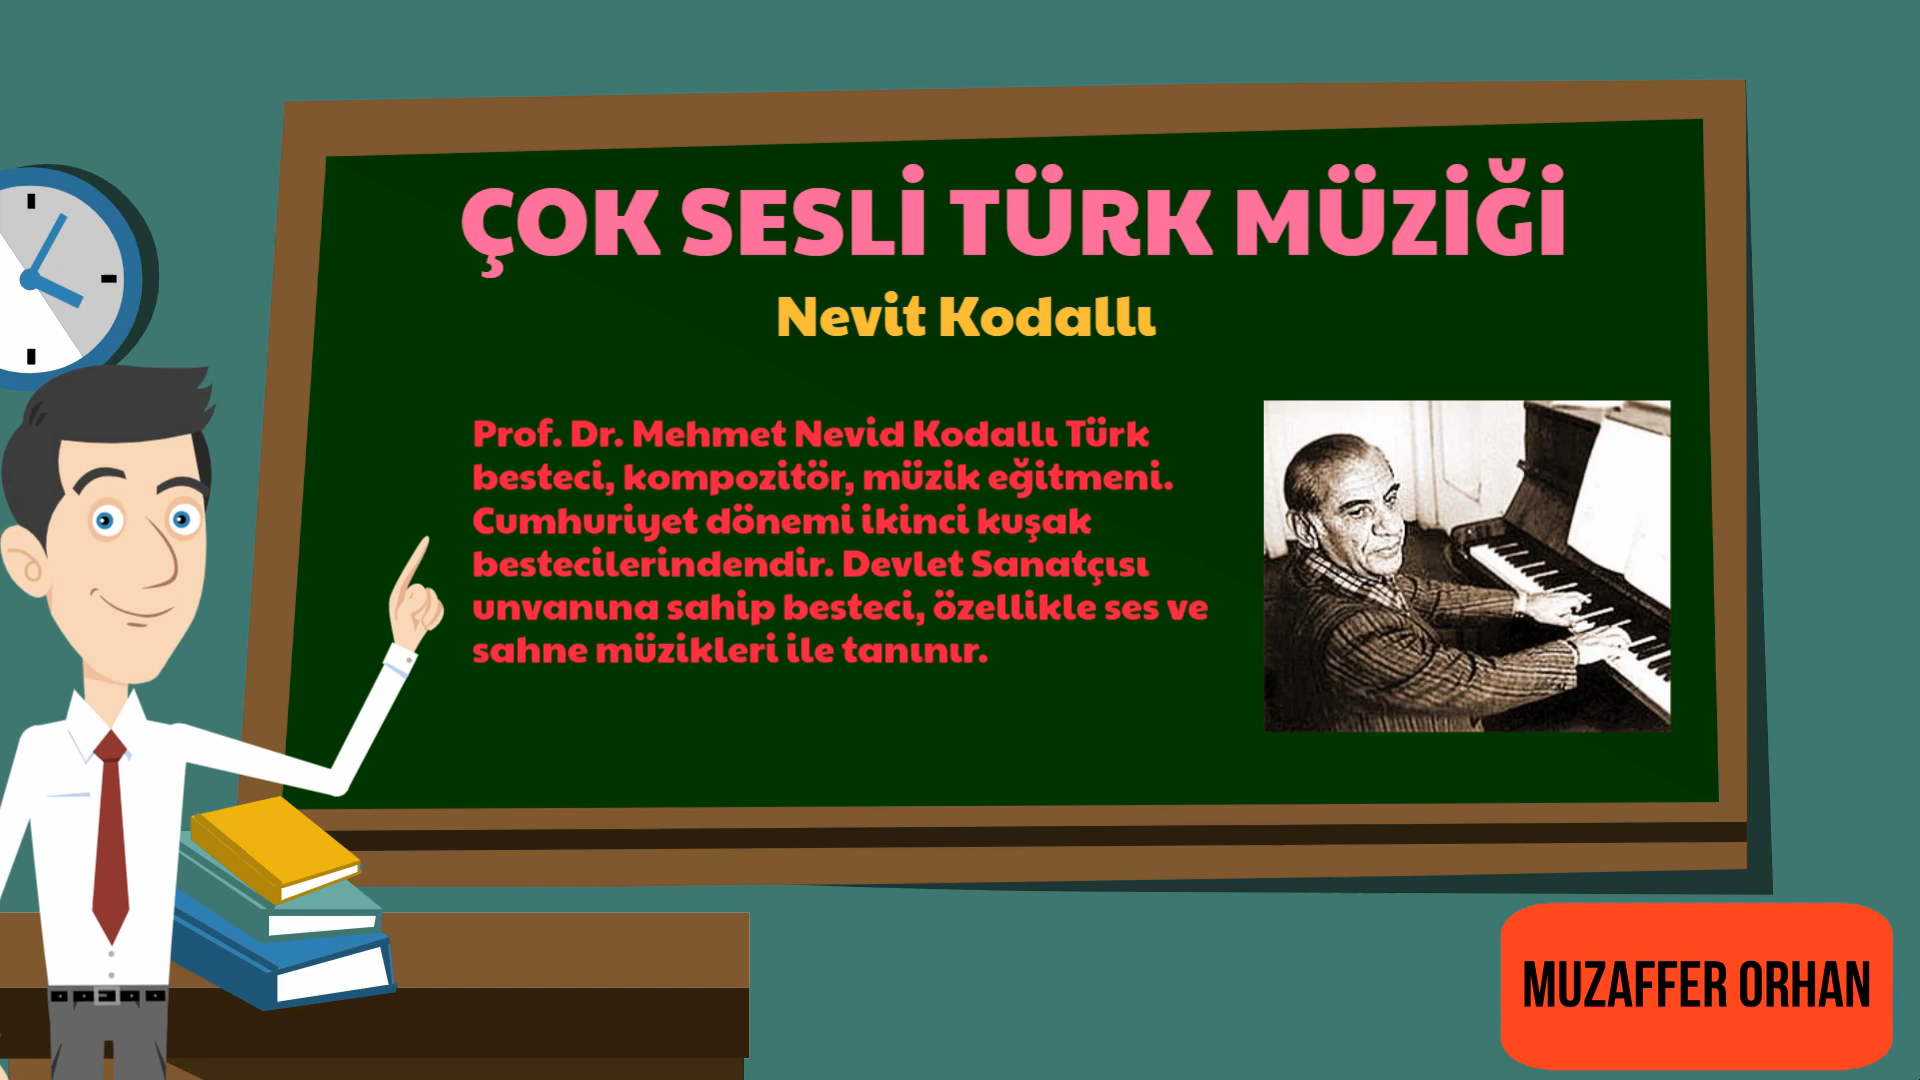 ÇOK SESLİ TÜRK MÜZİĞİ
Nevit Kodallı
Prof. Dr. Mehmet Nevid Kodallı Türk
besteci, kompozitör, müzik eğitmeni.
Cumhuriyet dönemi ikinci kuşak
bestecilerindendir. Devlet Sanatçısı
unvanına sahip besteci, özellikle ses ve
sahne müzikleri ile tanınır.
MUZAFFER ORHAN